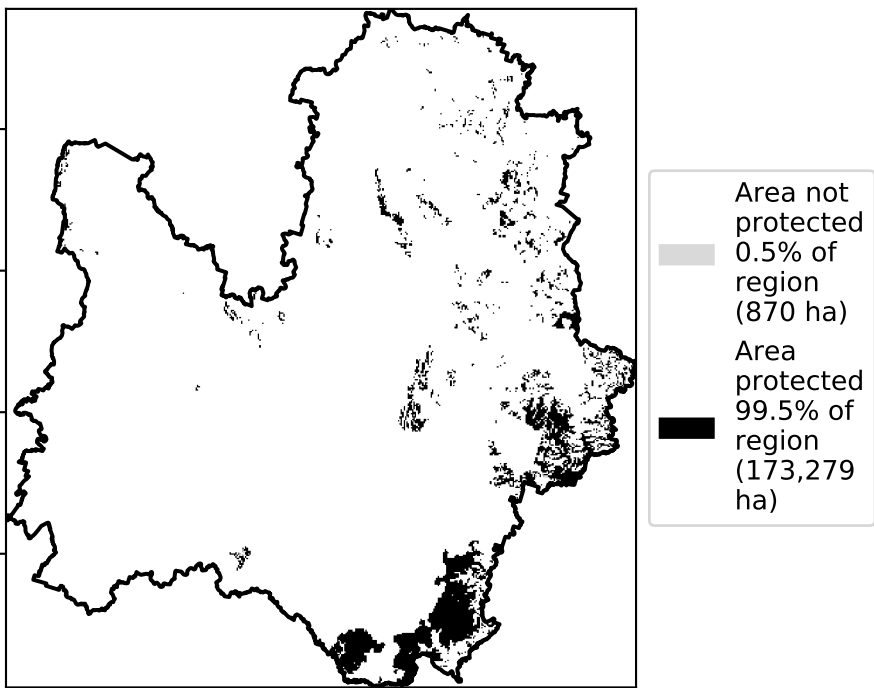 Area not
protected
0.5% of
region
(870 ha)
Area
protected
99.5% of
region
(173,279
ha)